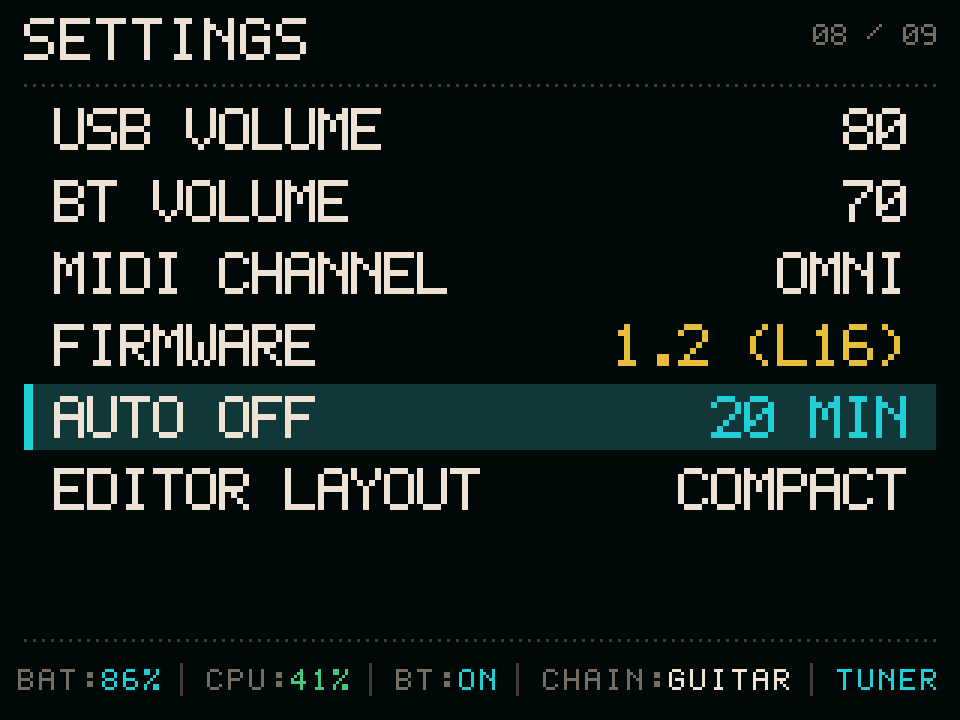 SETTINGS 08 / 09
USB VOLUME 80
BT VOLUME 70
MIDI CHANNEL OMNI
FIRMWARE 1.2 (L16)
AUTO OFF 20 MIN
EDITOR LAYOUT COMPACT
BAT:86% | CPU:41% | BT:ON | CHAIN:GUITAR | TUNER